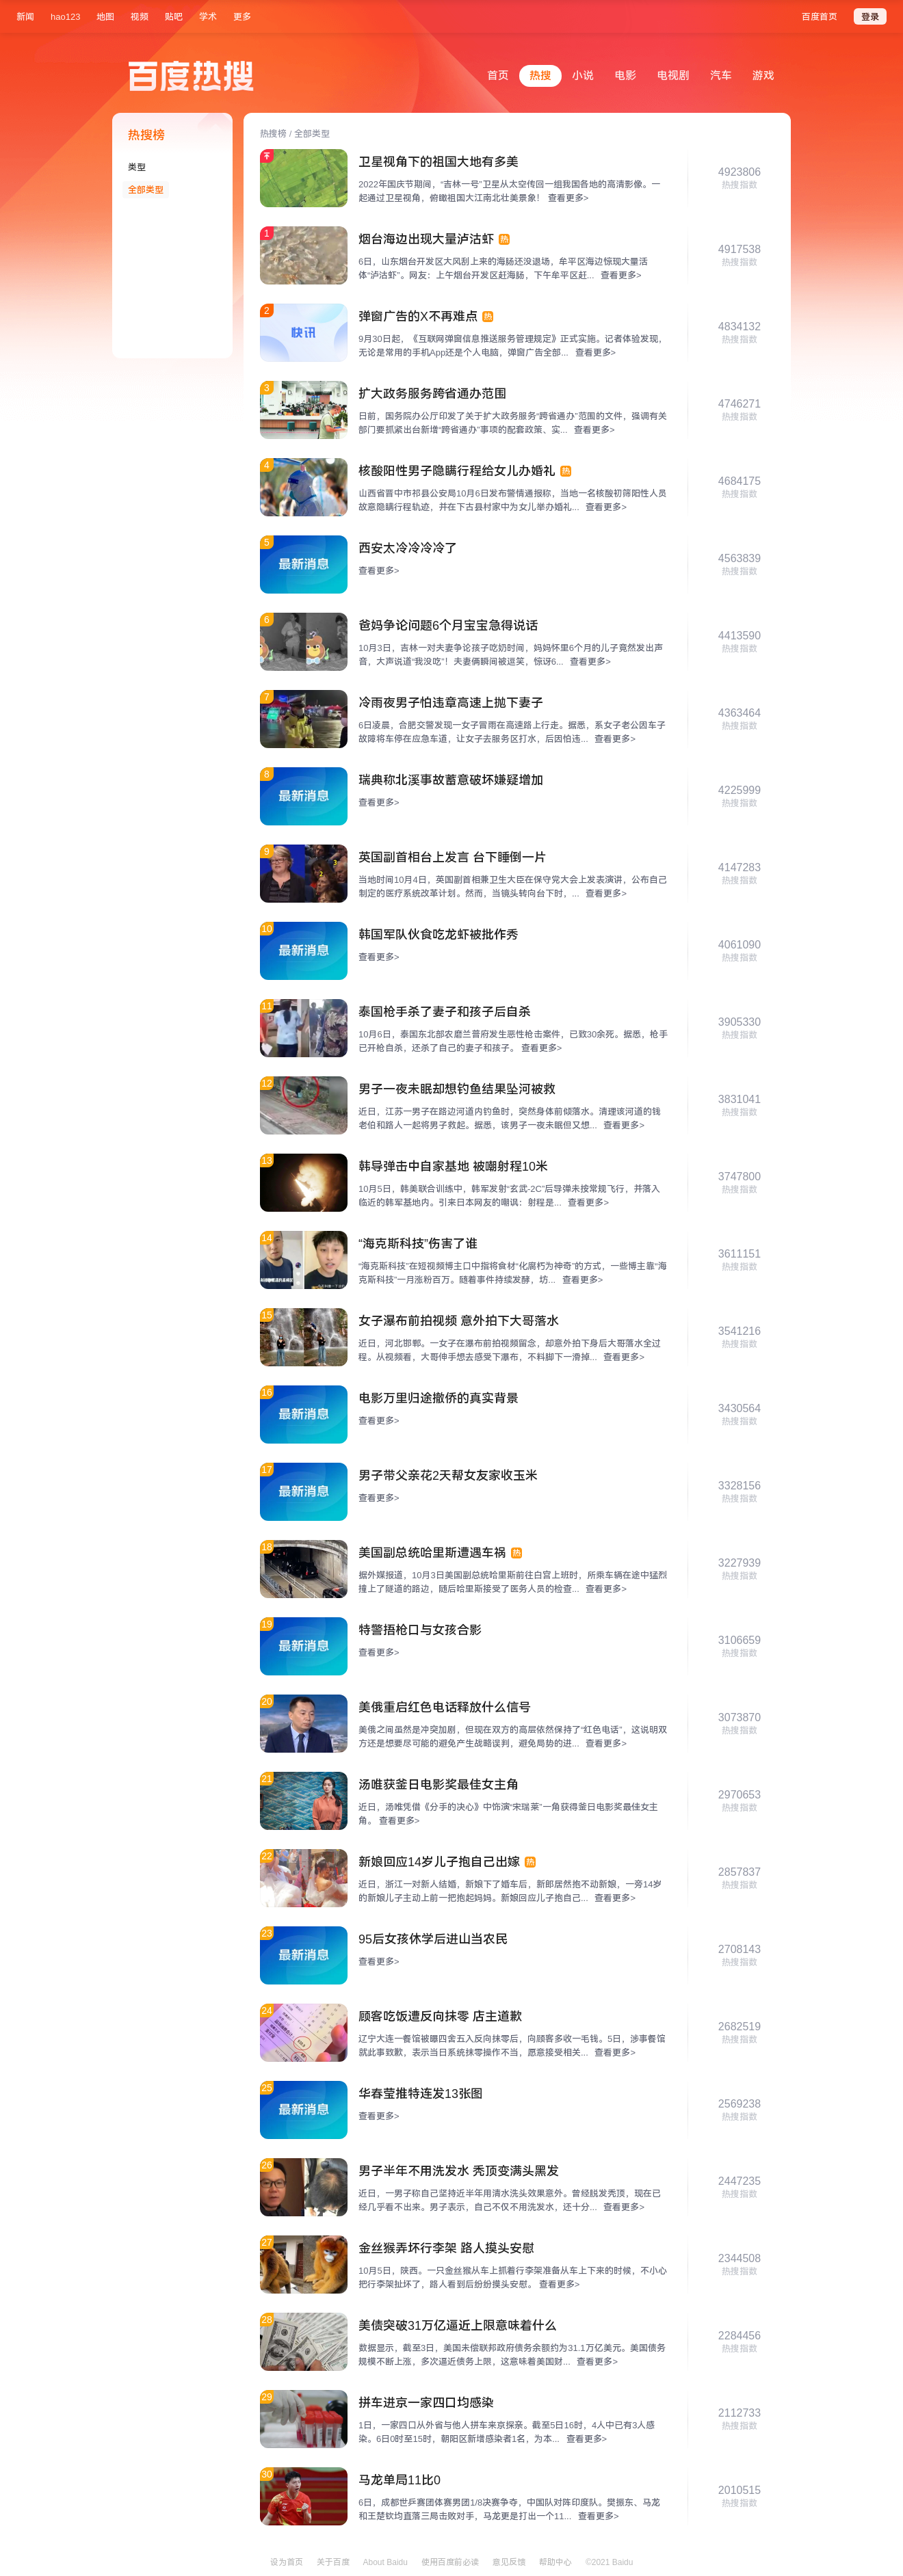 新闻 hao123 地图 视频 贴吧 学术 更多 百度首页 登录
百度热搜
首页 热搜 小说 电影 电视剧 汽车 游戏
热搜榜
类型
全部类型
热搜榜 / 全部类型
卫星视角下的祖国大地有多美
2022年国庆节期间，“吉林一号”卫星从太空传回一组我国各地的高清影像。一
起通过卫星视角，俯瞰祖国大江南北壮美景象！ 查看更多>
4923806
热搜指数
1
烟台海边出现大量泸沽虾 热
6日，山东烟台开发区大风刮上来的海肠还没退场，牟平区海边惊现大量活
体“泸沽虾”。网友：上午烟台开发区赶海肠，下午牟平区赶... 查看更多>
4917538
热搜指数
2
快讯
弹窗广告的X不再难点 热
9月30日起，《互联网弹窗信息推送服务管理规定》正式实施。记者体验发现，
无论是常用的手机App还是个人电脑，弹窗广告全部... 查看更多>
4834132
热搜指数
3
扩大政务服务跨省通办范围
日前，国务院办公厅印发了关于扩大政务服务“跨省通办”范围的文件，强调有关
部门要抓紧出台新增“跨省通办”事项的配套政策、实... 查看更多>
4746271
热搜指数
4
核酸阳性男子隐瞒行程给女儿办婚礼 热
山西省晋中市祁县公安局10月6日发布警情通报称，当地一名核酸初筛阳性人员
故意隐瞒行程轨迹，并在下古县村家中为女儿举办婚礼... 查看更多>
4684175
热搜指数
5
最新消息
西安太冷冷冷冷了
查看更多>
4563839
热搜指数
6
爸妈争论问题6个月宝宝急得说话
10月3日，吉林一对夫妻争论孩子吃奶时间，妈妈怀里6个月的儿子竟然发出声
音，大声说道“我没吃”！夫妻俩瞬间被逗笑，惊讶6... 查看更多>
4413590
热搜指数
7
冷雨夜男子怕违章高速上抛下妻子
6日凌晨，合肥交警发现一女子冒雨在高速路上行走。据悉，系女子老公因车子
故障将车停在应急车道，让女子去服务区打水，后因怕违... 查看更多>
4363464
热搜指数
8
最新消息
瑞典称北溪事故蓄意破坏嫌疑增加
查看更多>
4225999
热搜指数
9
英国副首相台上发言 台下睡倒一片
当地时间10月4日，英国副首相兼卫生大臣在保守党大会上发表演讲，公布自己
制定的医疗系统改革计划。然而，当镜头转向台下时，... 查看更多>
4147283
热搜指数
10
最新消息
韩国军队伙食吃龙虾被批作秀
查看更多>
4061090
热搜指数
11
泰国枪手杀了妻子和孩子后自杀
10月6日，泰国东北部农磨兰普府发生恶性枪击案件，已致30余死。据悉，枪手
已开枪自杀，还杀了自己的妻子和孩子。 查看更多>
3905330
热搜指数
12
男子一夜未眠却想钓鱼结果坠河被救
近日，江苏一男子在路边河道内钓鱼时，突然身体前倾落水。清理该河道的钱
老伯和路人一起将男子救起。据悉，该男子一夜未眠但又想... 查看更多>
3831041
热搜指数
13
韩导弹击中自家基地 被嘲射程10米
10月5日，韩美联合训练中，韩军发射“玄武-2C”后导弹未按常规飞行，并落入
临近的韩军基地内。引来日本网友的嘲讽：射程是... 查看更多>
3747800
热搜指数
14
“海克斯科技”伤害了谁
“海克斯科技”在短视频博主口中指将食材“化腐朽为神奇”的方式，一些博主靠“海
克斯科技”一月涨粉百万。随着事件持续发酵，坊... 查看更多>
3611151
热搜指数
15
女子瀑布前拍视频 意外拍下大哥落水
近日，河北邯郸。一女子在瀑布前拍视频留念，却意外拍下身后大哥落水全过
程。从视频看，大哥伸手想去感受下瀑布，不料脚下一滑掉... 查看更多>
3541216
热搜指数
16
最新消息
电影万里归途撤侨的真实背景
查看更多>
3430564
热搜指数
17
最新消息
男子带父亲花2天帮女友家收玉米
查看更多>
3328156
热搜指数
18
美国副总统哈里斯遭遇车祸 热
据外媒报道，10月3日美国副总统哈里斯前往白宫上班时，所乘车辆在途中猛烈
撞上了隧道的路边，随后哈里斯接受了医务人员的检查... 查看更多>
3227939
热搜指数
19
最新消息
特警捂枪口与女孩合影
查看更多>
3106659
热搜指数
20
美俄重启红色电话释放什么信号
美俄之间虽然是冲突加剧，但现在双方的高层依然保持了“红色电话”，这说明双
方还是想要尽可能的避免产生战略误判，避免局势的进... 查看更多>
3073870
热搜指数
21
汤唯获釜日电影奖最佳女主角
近日，汤唯凭借《分手的决心》中饰演“宋瑞莱”一角获得釜日电影奖最佳女主
角。 查看更多>
2970653
热搜指数
22
新娘回应14岁儿子抱自己出嫁 热
近日，浙江一对新人结婚，新娘下了婚车后，新郎居然抱不动新娘，一旁14岁
的新娘儿子主动上前一把抱起妈妈。新娘回应儿子抱自己... 查看更多>
2857837
热搜指数
23
最新消息
95后女孩休学后进山当农民
查看更多>
2708143
热搜指数
24
顾客吃饭遭反向抹零 店主道歉
辽宁大连一餐馆被曝四舍五入反向抹零后，向顾客多收一毛钱。5日，涉事餐馆
就此事致歉，表示当日系统抹零操作不当，愿意接受相关... 查看更多>
2682519
热搜指数
25
最新消息
华春莹推特连发13张图
查看更多>
2569238
热搜指数
26
男子半年不用洗发水 秃顶变满头黑发
近日，一男子称自己坚持近半年用清水洗头效果意外。曾经脱发秃顶，现在已
经几乎看不出来。男子表示，自己不仅不用洗发水，还十分... 查看更多>
2447235
热搜指数
27
金丝猴弄坏行李架 路人摸头安慰
10月5日，陕西。一只金丝猴从车上抓着行李架准备从车上下来的时候，不小心
把行李架扯坏了，路人看到后纷纷摸头安慰。 查看更多>
2344508
热搜指数
28
美债突破31万亿逼近上限意味着什么
数据显示，截至3日，美国未偿联邦政府债务余额约为31.1万亿美元。美国债务
规模不断上涨，多次逼近债务上限，这意味着美国财... 查看更多>
2284456
热搜指数
29
拼车进京一家四口均感染
1日，一家四口从外省与他人拼车来京探亲。截至5日16时，4人中已有3人感
染。6日0时至15时，朝阳区新增感染者1名，为本... 查看更多>
2112733
热搜指数
30
马龙单局11比0
6日，成都世乒赛团体赛男团1/8决赛争夺，中国队对阵印度队。樊振东、马龙
和王楚钦均直落三局击败对手，马龙更是打出一个11... 查看更多>
2010515
热搜指数
设为首页 关于百度 About Baidu 使用百度前必读 意见反馈 帮助中心 ©2021 Baidu